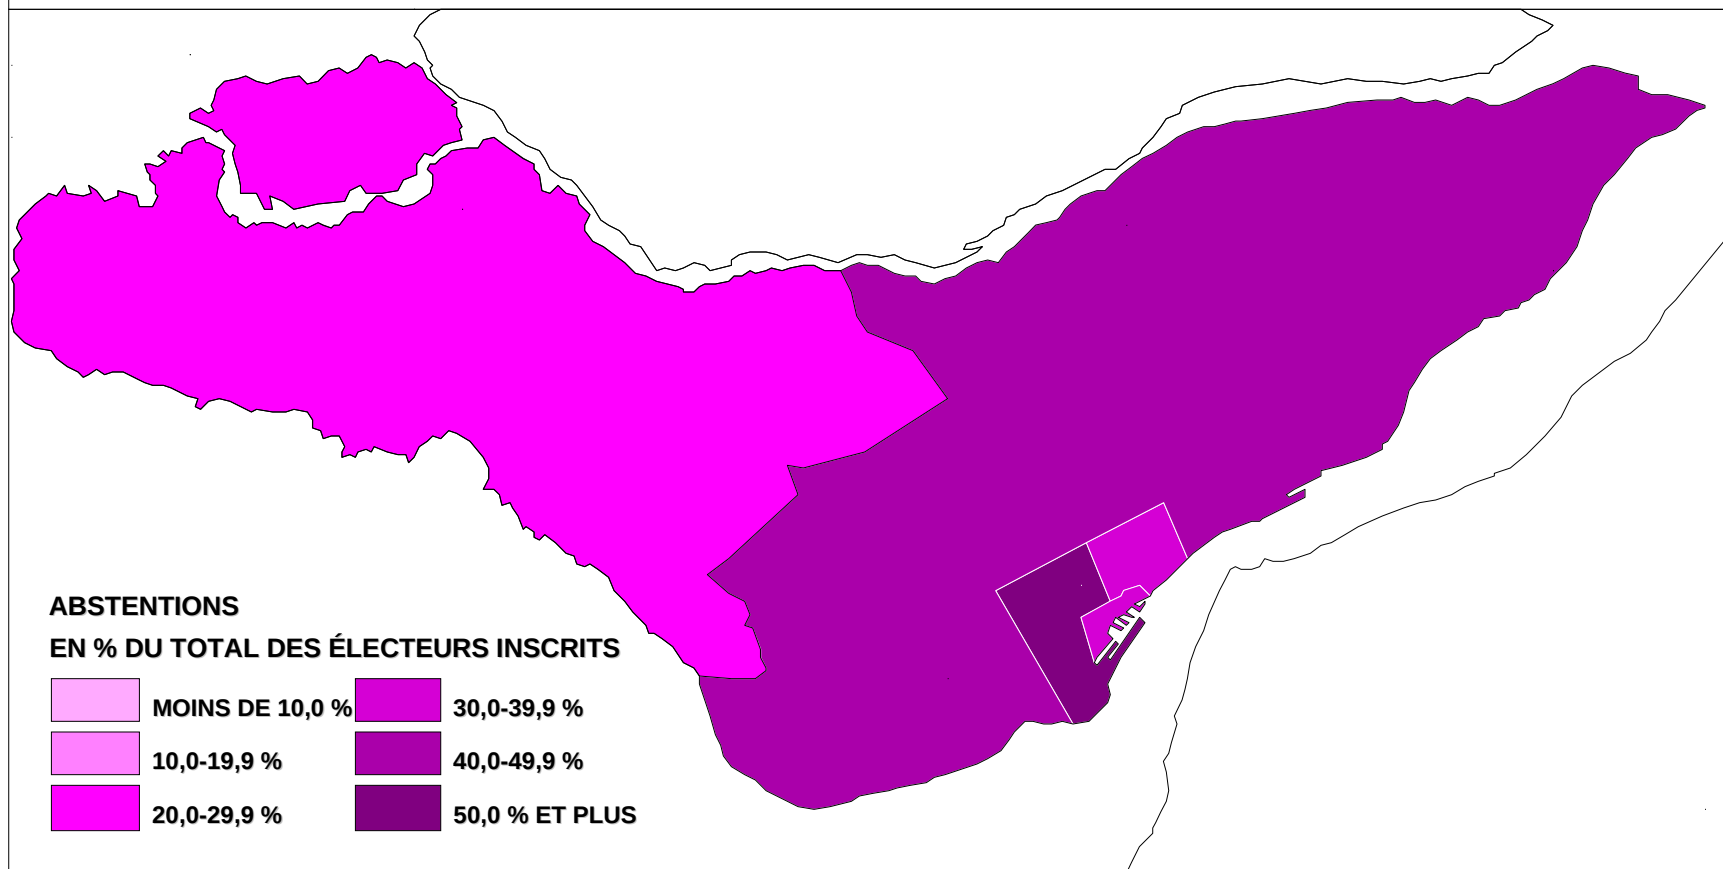 ABSTENTIONS
EN % DU TOTAL DES ÉLECTEURS INSCRITS
MOINS DE 10,0 %
10,0-19,9 %
20,0-29,9 %
30,0-39,9 %
40,0-49,9 %
50,0 % ET PLUS